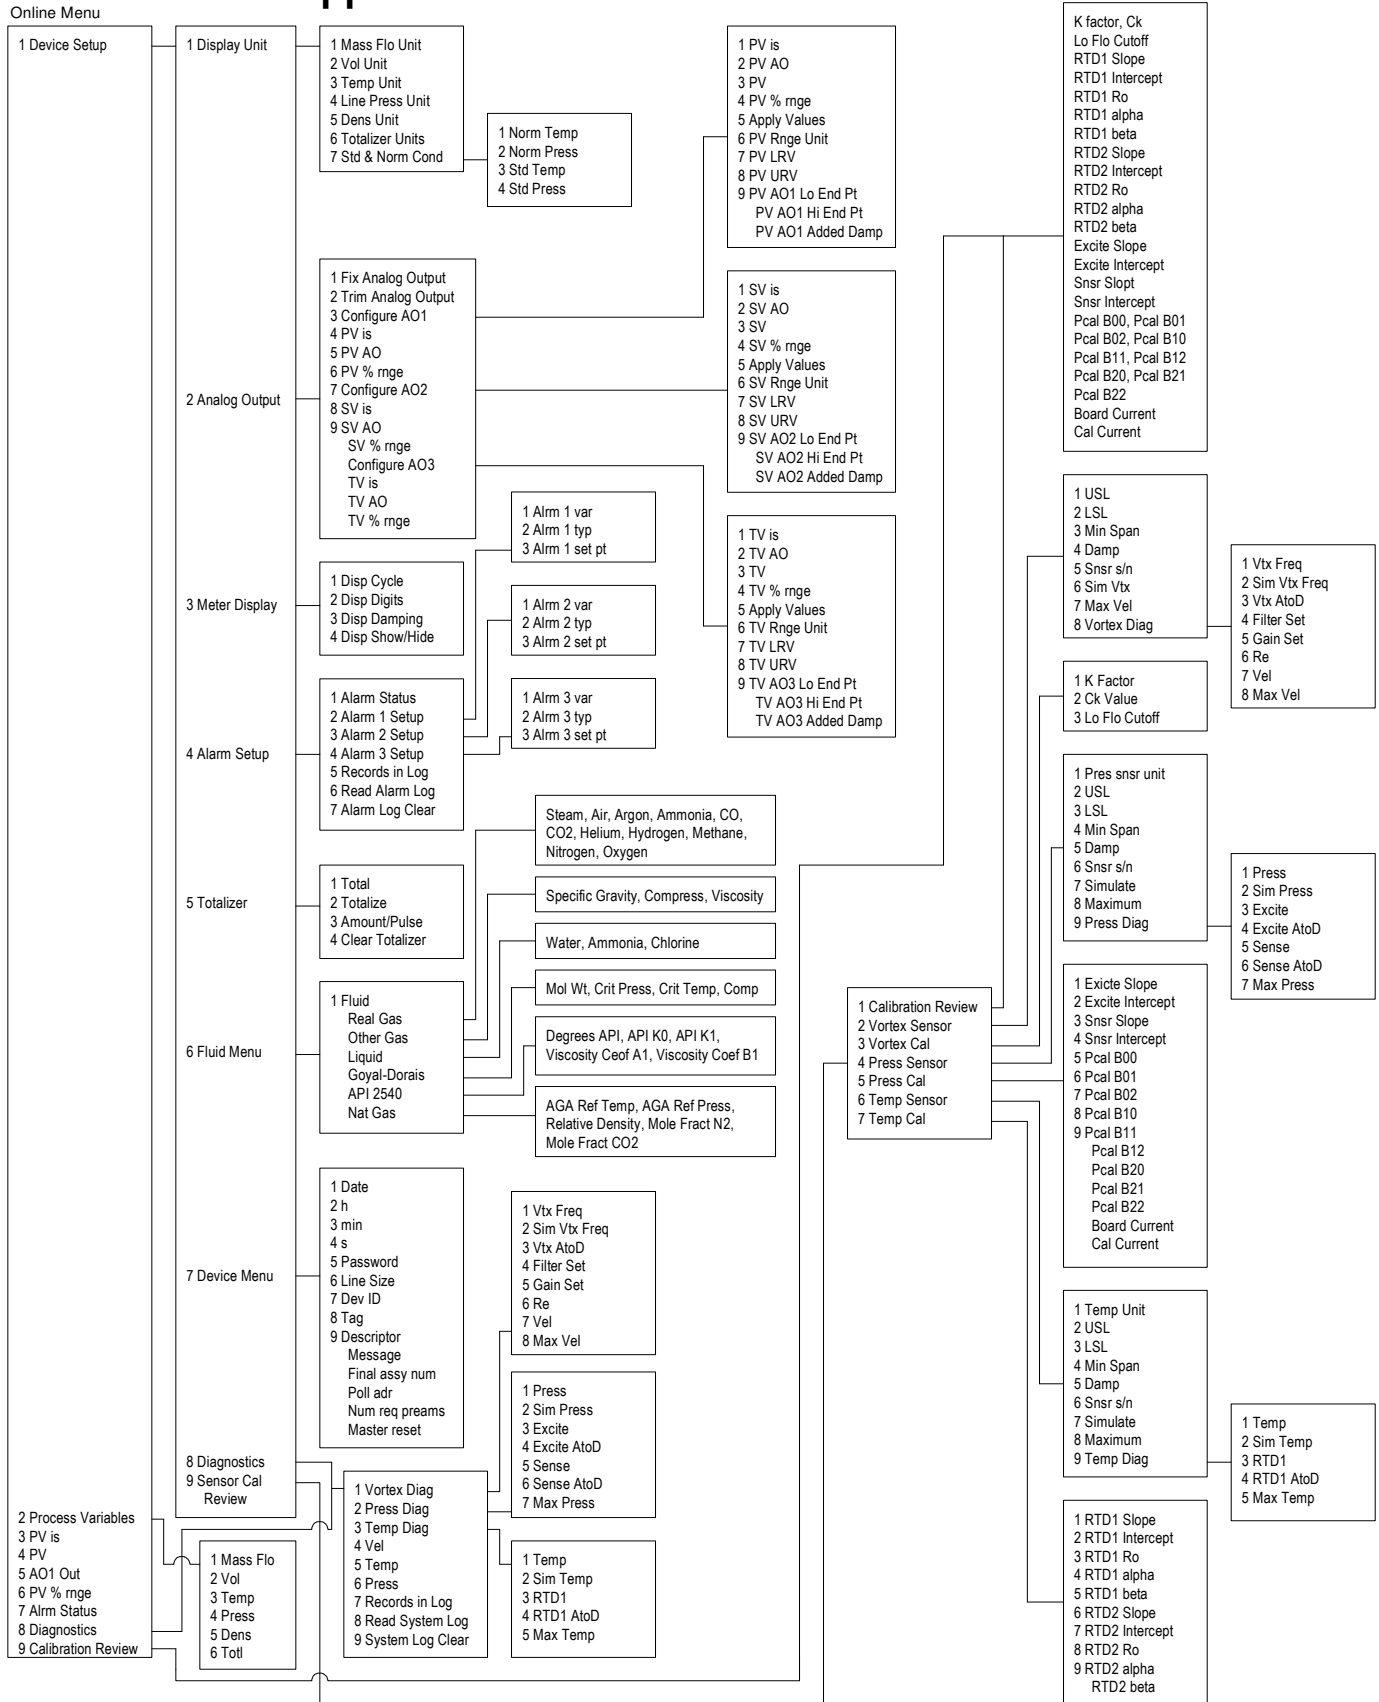 Online Menu
1 Device Setup
2 Process Variables
3 PV is
4 PV
5 AO1 Out
6 PV % rnge
7 Alrm Status
8 Diagnostics
9 Calibration Review
1 Display Unit
2 Analog Output
3 Meter Display
4 Alarm Setup
5 Totalizer
6 Fluid Menu
7 Device Menu
8 Diagnostics
9 Sensor Cal
Review
1 Mass Flo Unit
2 Vol Unit
3 Temp Unit
4 Line Press Unit
5 Dens Unit
6 Totalizer Units
7 Std & Norm Cond
1 Norm Temp
2 Norm Press
3 Std Temp
4 Std Press
1 Fix Analog Output
2 Trim Analog Output
3 Configure AO1
4 PV is
5 PV AO
6 PV % rnge
7 Configure AO2
8 SV is
9 SV AO
SV % rnge
Configure AO3
TV is
TV AO
TV % rnge
1 PV is
2 PV AO
3 PV
4 PV % rnge
5 Apply Values
6 PV Rnge Unit
7 PV LRV
8 PV URV
9 PV AO1 Lo End Pt
PV AO1 Hi End Pt
PV AO1 Added Damp
1 SV is
2 SV AO
3 SV
4 SV % rnge
5 Apply Values
6 SV Rnge Unit
7 SV LRV
8 SV URV
9 SV AO2 Lo End Pt
SV AO2 Hi End Pt
SV AO2 Added Damp
1 TV is
2 TV AO
3 TV
4 TV % rnge
5 Apply Values
6 TV Rnge Unit
7 TV LRV
8 TV URV
9 TV AO3 Lo End Pt
TV AO3 Hi End Pt
TV AO3 Added Damp
1 Disp Cycle
2 Disp Digits
3 Disp Damping
4 Disp Show/Hide
1 Alarm Status
2 Alarm 1 Setup
3 Alarm 2 Setup
4 Alarm 3 Setup
5 Records in Log
6 Read Alarm Log
7 Alarm Log Clear
1 Alrm 1 var
2 Alrm 1 typ
3 Alrm 1 set pt
1 Alrm 2 var
2 Alrm 2 typ
3 Alrm 2 set pt
1 Alrm 3 var
2 Alrm 3 typ
3 Alrm 3 set pt
1 Total
2 Totalize
3 Amount/Pulse
4 Clear Totalizer
1 Fluid
Real Gas
Other Gas
Liquid
Goyal-Dorais
API 2540
Nat Gas
Steam, Air, Argon, Ammonia, CO,
CO2, Helium, Hydrogen, Methane,
Nitrogen, Oxygen
Specific Gravity, Compress, Viscosity
Water, Ammonia, Chlorine
Mol Wt, Crit Press, Crit Temp, Comp
Degrees API, API K0, API K1,
Viscosity Ceof A1, Viscosity Coef B1
AGA Ref Temp, AGA Ref Press,
Relative Density, Mole Fract N2,
Mole Fract CO2
1 Date
2 h
3 min
4 s
5 Password
6 Line Size
7 Dev ID
8 Tag
9 Descriptor
Message
Final assy num
Poll adr
Num req preams
Master reset
1 Vortex Diag
2 Press Diag
3 Temp Diag
4 Vel
5 Temp
6 Press
7 Records in Log
8 Read System Log
9 System Log Clear
1 Vtx Freq
2 Sim Vtx Freq
3 Vtx AtoD
4 Filter Set
5 Gain Set
6 Re
7 Vel
8 Max Vel
1 Press
2 Sim Press
3 Excite
4 Excite AtoD
5 Sense
6 Sense AtoD
7 Max Press
1 Temp
2 Sim Temp
3 RTD1
4 RTD1 AtoD
5 Max Temp
1 Mass Flo
2 Vol
3 Temp
4 Press
5 Dens
6 Totl
1 Calibration Review
2 Vortex Sensor
3 Vortex Cal
4 Press Sensor
5 Press Cal
6 Temp Sensor
7 Temp Cal
K factor, Ck
Lo Flo Cutoff
RTD1 Slope
RTD1 Intercept
RTD1 Ro
RTD1 alpha
RTD1 beta
RTD2 Slope
RTD2 Intercept
RTD2 Ro
RTD2 alpha
RTD2 beta
Excite Slope
Excite Intercept
Snsr Slopt
Snsr Intercept
Pcal B00, Pcal B01
Pcal B02, Pcal B10
Pcal B11, Pcal B12
Pcal B20, Pcal B21
Pcal B22
Board Current
Cal Current
1 USL
2 LSL
3 Min Span
4 Damp
5 Snsr s/n
6 Sim Vtx
7 Max Vel
8 Vortex Diag
1 Vtx Freq
2 Sim Vtx Freq
3 Vtx AtoD
4 Filter Set
5 Gain Set
6 Re
7 Vel
8 Max Vel
1 K Factor
2 Ck Value
3 Lo Flo Cutoff
1 Pres snsr unit
2 USL
3 LSL
4 Min Span
5 Damp
6 Snsr s/n
7 Simulate
8 Maximum
9 Press Diag
1 Press
2 Sim Press
3 Excite
4 Excite AtoD
5 Sense
6 Sense AtoD
7 Max Press
1 Exicte Slope
2 Excite Intercept
3 Snsr Slope
4 Snsr Intercept
5 Pcal B00
6 Pcal B01
7 Pcal B02
8 Pcal B10
9 Pcal B11
Pcal B12
Pcal B20
Pcal B21
Pcal B22
Board Current
Cal Current
1 Temp Unit
2 USL
3 LSL
4 Min Span
5 Damp
6 Snsr s/n
7 Simulate
8 Maximum
9 Temp Diag
1 Temp
2 Sim Temp
3 RTD1
4 RTD1 AtoD
5 Max Temp
1 RTD1 Slope
2 RTD1 Intercept
3 RTD1 Ro
4 RTD1 alpha
5 RTD1 beta
6 RTD2 Slope
7 RTD2 Intercept
8 RTD2 Ro
9 RTD2 alpha
RTD2 beta